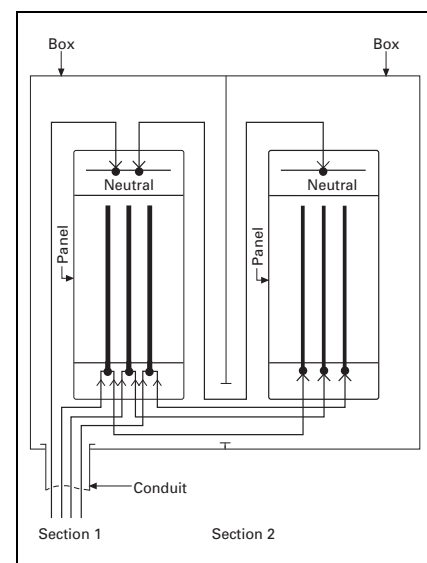 Box
Box
Neutral
Neutral
Panel
Panel
Conduit
Section 1
Section 2